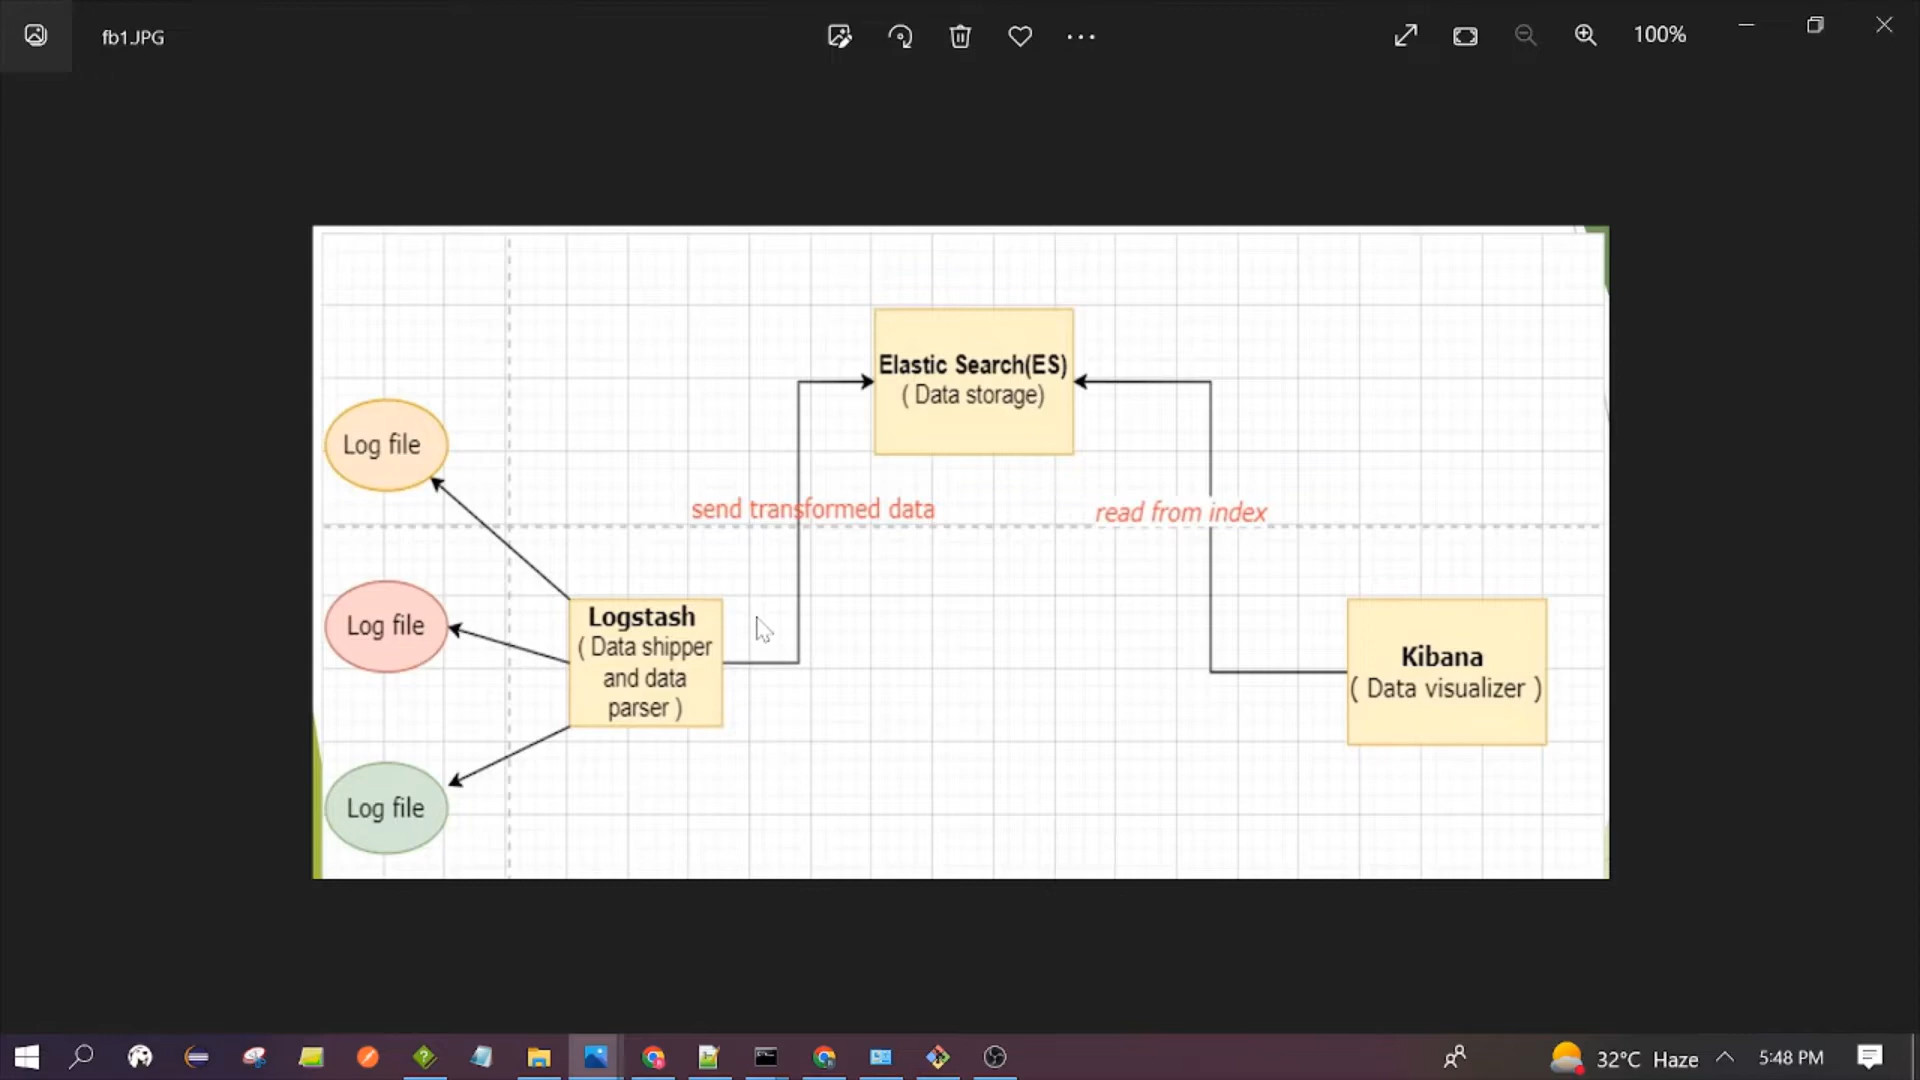 fb1.JPG
100%
Elastic Search(ES)
( Data storage)
Log file
send transformed data
read from index
Log file
Logstash
( Data shipper
and data
parser )
Kibana
( Data visualizer )
Log file
32°C Haze
5:48 PM